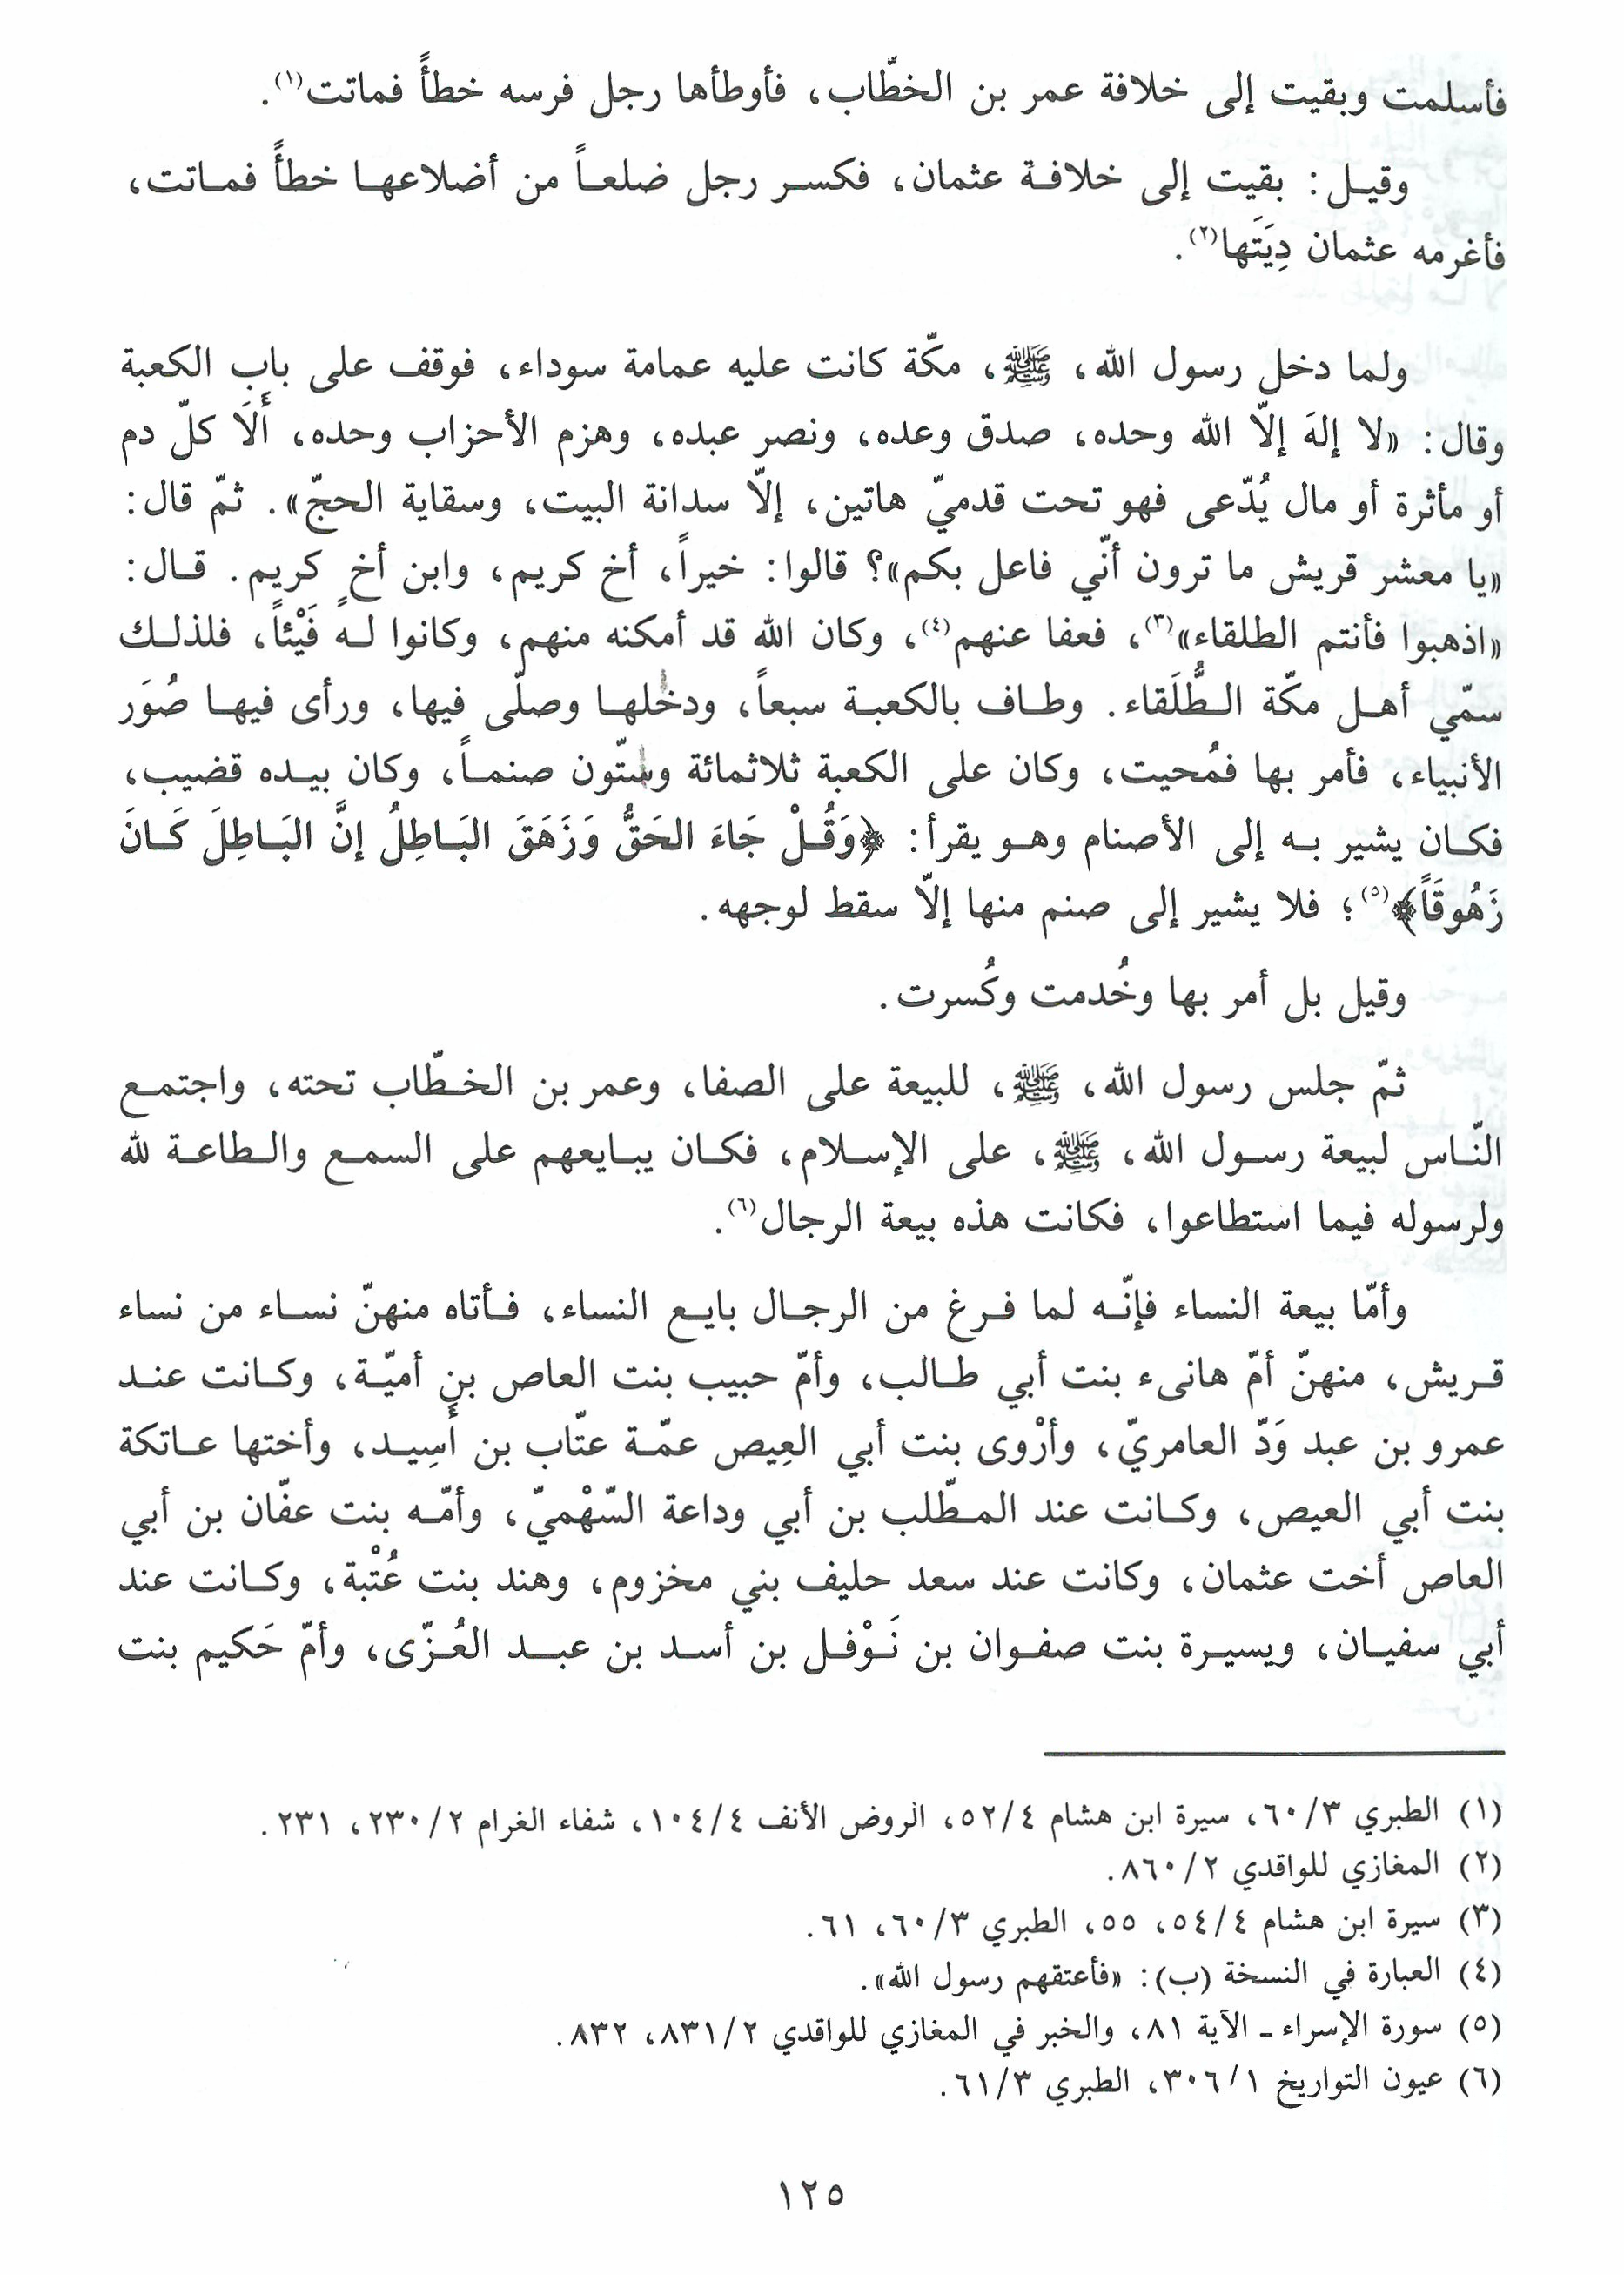 فأسلمت وبقيت إلى خلافة عمر بن الخطّاب، فأوطأها رجل فرسه خطأً فماتت(١).
وقيل: بقيت إلى خلافة عثمان، فكسر رجل ضلعاً من أضلاعها خطأً فماتت،
فأغرمه عثمان دِيَتَها(٢).
ولما دخل رسول الله، ﷺ، مكّة كانت عليه عمامة سوداء، فوقف على باب الكعبة
وقال: «لا إلهَ إلّا الله وحده، صدق وعده، ونصر عبده، وهزم الأحزاب وحده، أَلَا كلّ دم
أو مأثرة أو مال يُدّعى فهو تحت قدميّ هاتين، إلّا سدانة البيت، وسقاية الحجّ». ثمّ قال:
«يا معشر قريش ما ترون أنّي فاعل بكم»؟ قالوا: خيراً، أخ كريم، وابن أخ كريم. قال:
«اذهبوا فأنتم الطلقاء»(٣)، فعفا عنهم(٤)، وكان الله قد أمكنه منهم، وكانوا له فَيْئاً، فلذلك
سمّي أهل مكّة الطُّلَقاء. وطاف بالكعبة سبعاً، ودخلها وصلّى فيها، ورأى فيها صُوَر
الأنبياء، فأمر بها فمُحيت، وكان على الكعبة ثلاثمائة وستّون صنماً، وكان بيده قضيب،
فكان يشير به إلى الأصنام وهو يقرأ: ﴿وَقُلْ جَاءَ الحَقُّ وَزَهَقَ البَاطِلُ إنَّ البَاطِلَ كَانَ
زَهُوقَاً﴾(٥)؛ فلا يشير إلى صنم منها إلّا سقط لوجهه.
وقيل بل أمر بها وخُدمت وكُسرت.
ثمّ جلس رسول الله، ﷺ، للبيعة على الصفا، وعمر بن الخطّاب تحته، واجتمع
النّاس لبيعة رسول الله، ﷺ، على الإسلام، فكان يبايعهم على السمع والطاعة لله
ولرسوله فيما استطاعوا، فكانت هذه بيعة الرجال(٦).
وأمّا بيعة النساء فإنّه لما فرغ من الرجال بايع النساء، فأتاه منهنّ نساء من نساء
قريش، منهنّ أمّ هانىء بنت أبي طالب، وأمّ حبيب بنت العاص بن أميّة، وكانت عند
عمرو بن عبد وَدّ العامريّ، وأرْوى بنت أبي العِيص عمّة عتّاب بن أَسِيد، وأختها عاتكة
بنت أبي العيص، وكانت عند المطّلب بن أبي وداعة السّهْميّ، وأمّه بنت عفّان بن أبي
العاص أخت عثمان، وكانت عند سعد حليف بني مخزوم، وهند بنت عُتْبة، وكانت عند
أبي سفيان، ويسيرة بنت صفوان بن نَوْفل بن أسد بن عبد العُزّى، وأمّ حَكيم بنت
(١) الطبري ٦٠/٣، سيرة ابن هشام ٥٢/٤، الروض الأنف ١٠٤/٤، شفاء الغرام ٢٣٠/٢، ٢٣١.
(٢) المغازي للواقدي ٨٦٠/٢.
(٣) سيرة ابن هشام ٥٤/٤، ٥٥، الطبري ٦٠/٣، ٦١.
(٤) العبارة في النسخة (ب): «فأعتقهم رسول الله».
(٥) سورة الإسراء ـ الآية ٨١، والخبر في المغازي للواقدي ٨٣١/٢، ٨٣٢.
(٦) عيون التواريخ ٣٠٦/١، الطبري ٦١/٣.
١٢٥